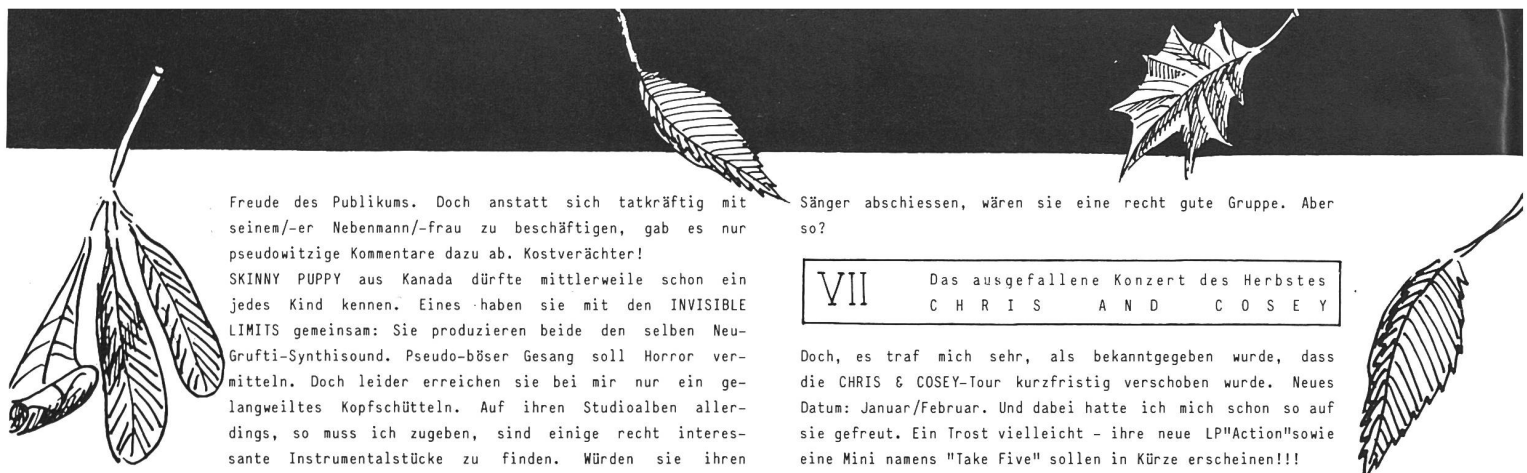 Freude des Publikums. Doch anstatt sich tatkräftig mit
seinem/-er Nebenmann/-frau zu beschäftigen, gab es nur
pseudowitzige Kommentare dazu ab. Kostverächter!
SKINNY PUPPY aus Kanada dürfte mittlerweile schon ein
jedes Kind kennen. Eines haben sie mit den INVISIBLE
LIMITS gemeinsam: Sie produzieren beide den selben Neu-
Grufti-Synthisound. Pseudo-böser Gesang soll Horror ver-
mitteln. Doch leider erreichen sie bei mir nur ein ge-
langweiltes Kopfschütteln. Auf ihren Studioalben aller-
dings, so muss ich zugeben, sind einige recht interes-
sante Instrumentalstücke zu finden. Würden sie ihren
Sänger abschiessen, wären sie eine recht gute Gruppe. Aber
so?
VII
Das ausgefallene Konzert des Herbstes
CHRIS AND COSEY
Doch, es traf mich sehr, als bekanntgegeben wurde, dass
die CHRIS & COSEY-Tour kurzfristig verschoben wurde. Neues
Datum: Januar/Februar. Und dabei hatte ich mich schon so auf
sie gefreut. Ein Trost vielleicht - ihre neue LP"Action"sowie
eine Mini namens "Take Five" sollen in Kürze erscheinen!!!